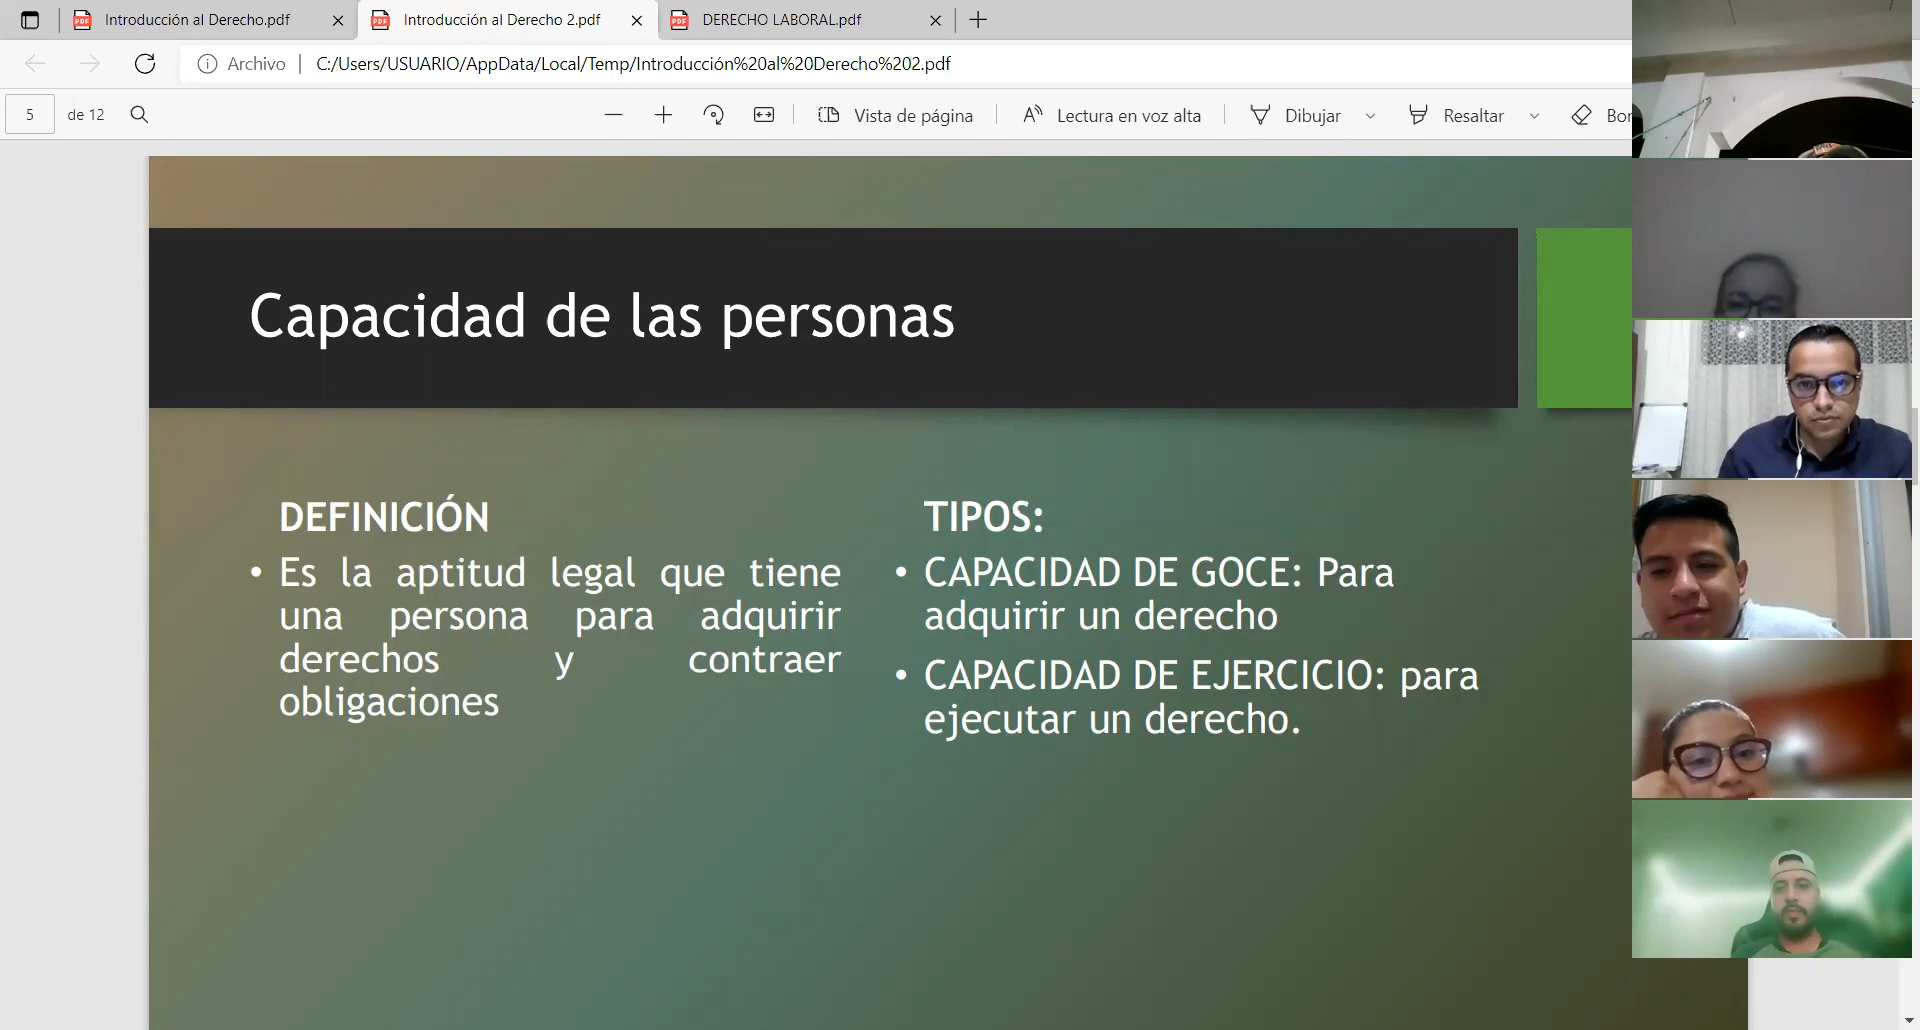 Introducción al Derecho.pdf
Introducción al Derecho 2.pdf
DERECHO LABORAL.pdf
Archivo
C:/Users/USUARIO/AppData/Local/Temp/Introducción%20al%20Derecho%202.pdf
5 de 12
Vista de página
Lectura en voz alta
Dibujar
Resaltar
Bor
Capacidad de las personas
DEFINICIÓN
• Es la aptitud legal que tiene
una persona para adquirir
derechos y contraer
obligaciones
TIPOS:
• CAPACIDAD DE GOCE: Para
adquirir un derecho
• CAPACIDAD DE EJERCICIO: para
ejecutar un derecho.